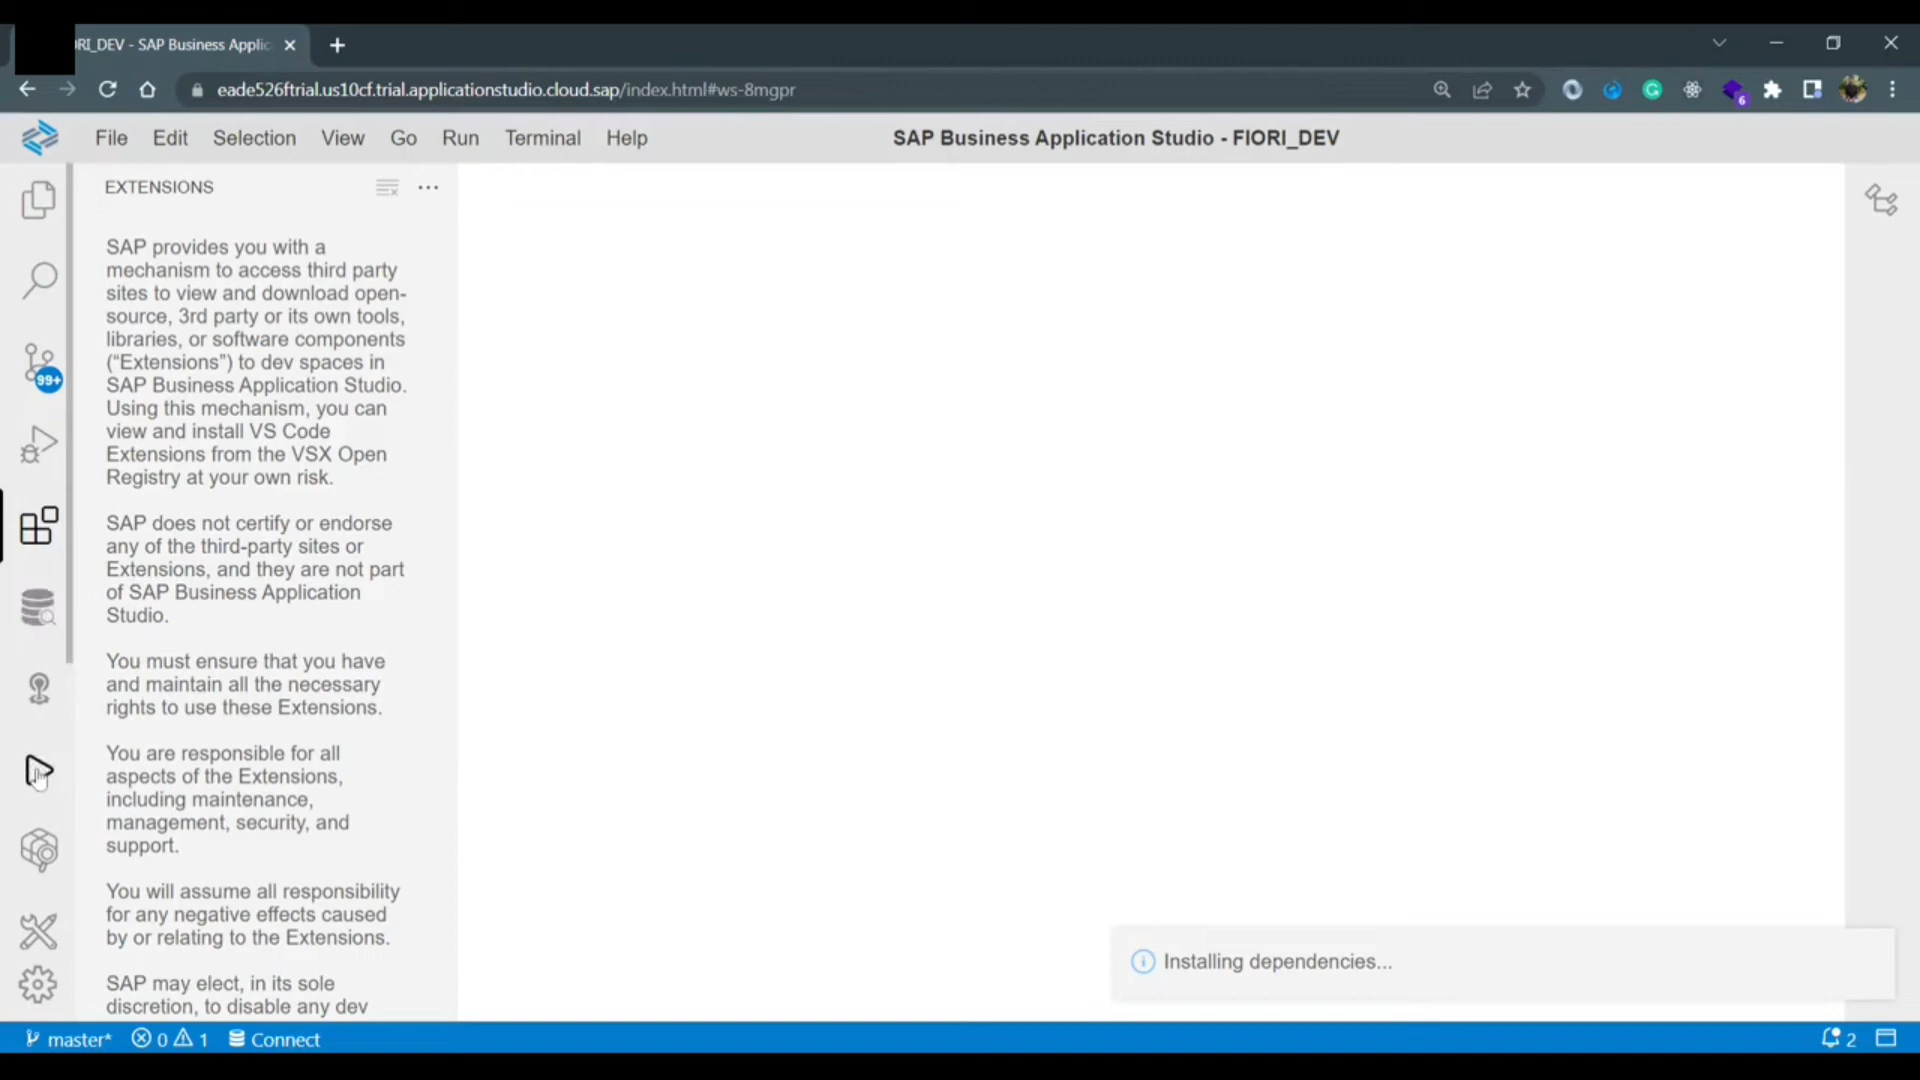 RI_DEV - SAP Business Applic
eade526ftrial.us10cf.trial.applicationstudio.cloud.sap/index.html#ws-8mgpr
6
File Edit Selection View Go Run Terminal Help
SAP Business Application Studio - FIORI_DEV
EXTENSIONS
SAP provides you with a
mechanism to access third party
sites to view and download open-
source, 3rd party or its own tools,
libraries, or software components
(“Extensions”) to dev spaces in
SAP Business Application Studio.
Using this mechanism, you can
view and install VS Code
Extensions from the VSX Open
Registry at your own risk.
SAP does not certify or endorse
any of the third-party sites or
Extensions, and they are not part
of SAP Business Application
Studio.
You must ensure that you have
and maintain all the necessary
rights to use these Extensions.
You are responsible for all
aspects of the Extensions,
including maintenance,
management, security, and
support.
You will assume all responsibility
for any negative effects caused
by or relating to the Extensions.
SAP may elect, in its sole
discretion, to disable any dev
99+
Installing dependencies...
master* 0 1 Connect
2